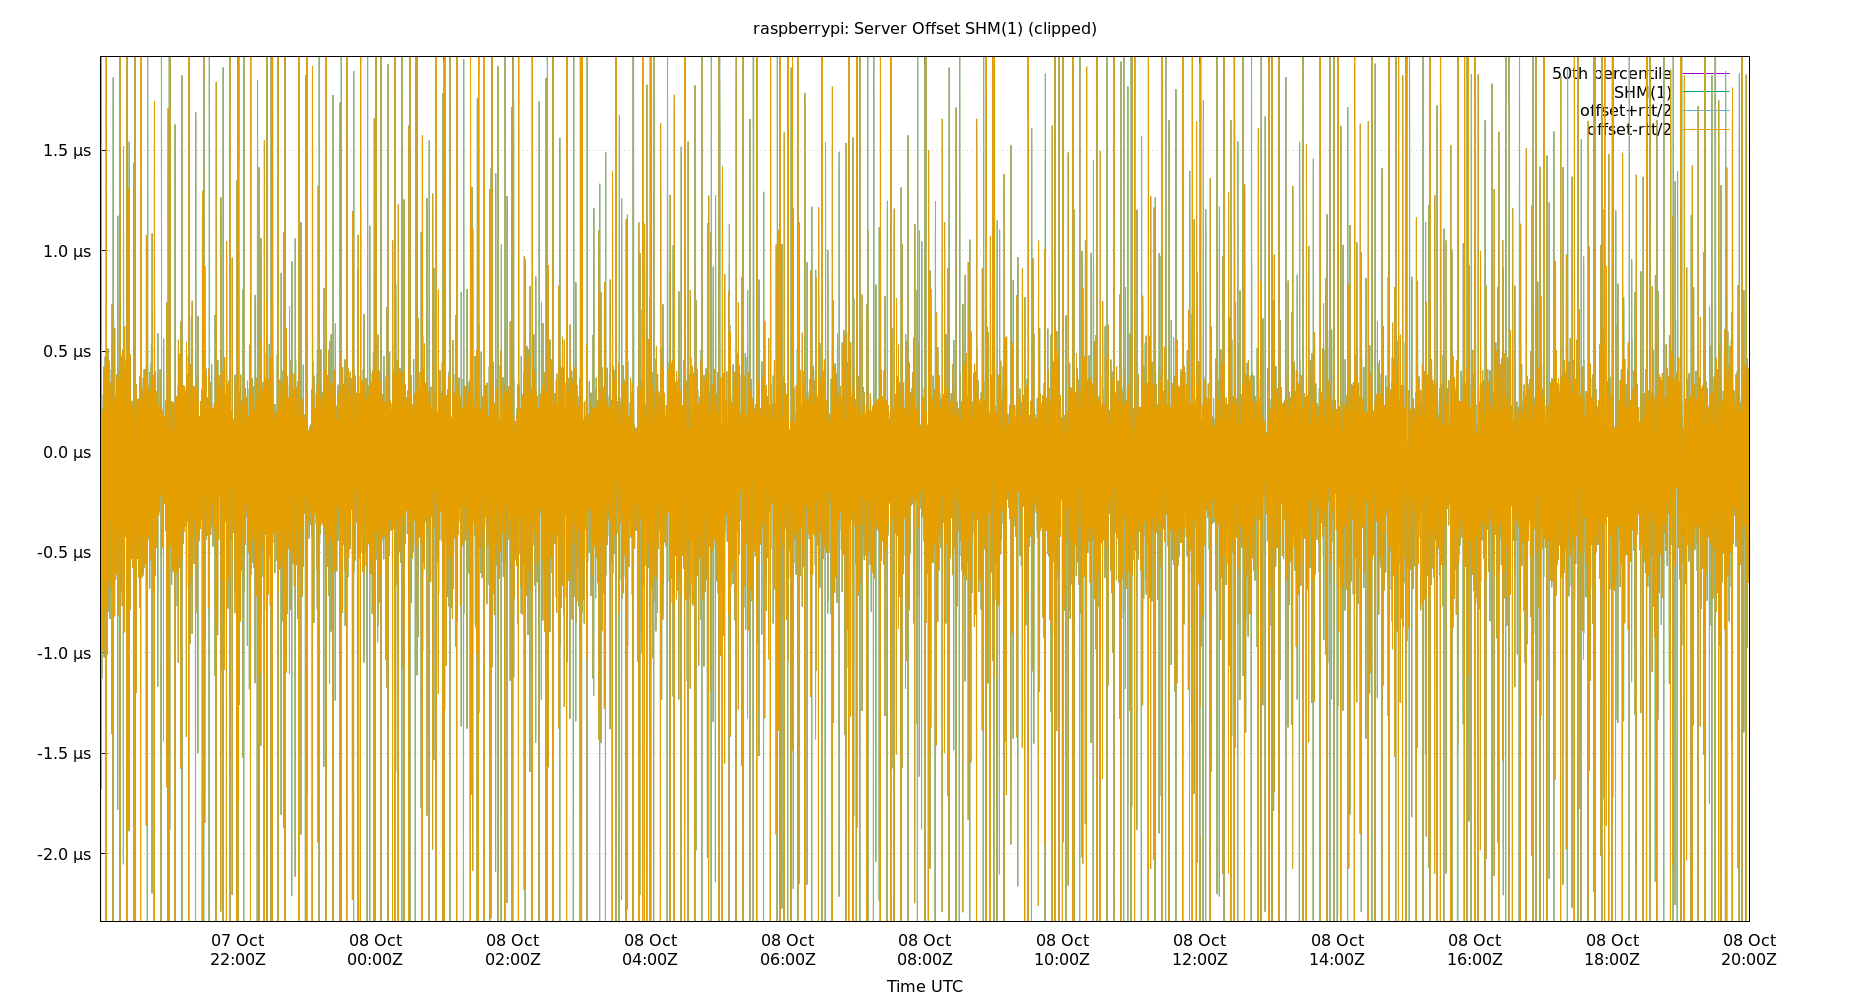 raspberrypi: Server Offset SHM(1) (clipped)
50th percentile
SHM(1)
offset+rtt/2
offset-rtt/2
1.5 µs
1.0 µs
0.5 µs
0.0 µs
-0.5 µs
-1.0 µs
-1.5 µs
-2.0 µs
07 Oct 08 Oct 08 Oct 08 Oct 08 Oct 08 Oct 08 Oct 08 Oct 08 Oct 08 Oct 08 Oct 08 Oct
22:00Z 00:00Z 02:00Z 04:00Z 06:00Z 08:00Z 10:00Z 12:00Z 14:00Z 16:00Z 18:00Z 20:00Z
Time UTC